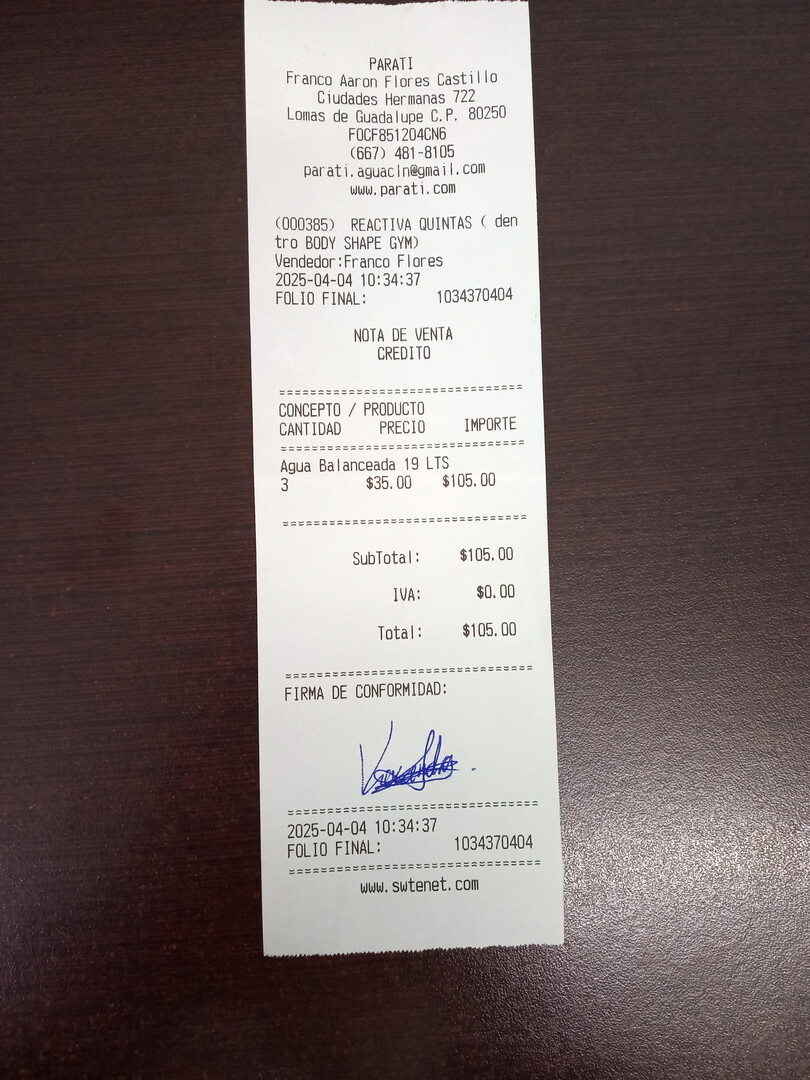 PARATI
Franco Aaron Flores Castillo
Ciudades Hermanas 722
Lomas de Guadalupe C.P. 80250
FOCF851204CN6
(667) 481-8105
parati.aguacln@gmail.com
www.parati.com
(000385) REACTIVA QUINTAS ( den
tro BODY SHAPE GYM)
Vendedor:Franco Flores
2025-04-04 10:34:37
FOLIO FINAL: 1034370404
NOTA DE VENTA
CREDITO
CONCEPTO / PRODUCTO
CANTIDAD PRECIO IMPORTE
Agua Balanceada 19 LTS
3 $35.00 $105.00
SubTotal: $105.00
IVA: $0.00
Total: $105.00
FIRMA DE CONFORMIDAD:
2025-04-04 10:34:37
FOLIO FINAL: 1034370404
www.swtenet.com